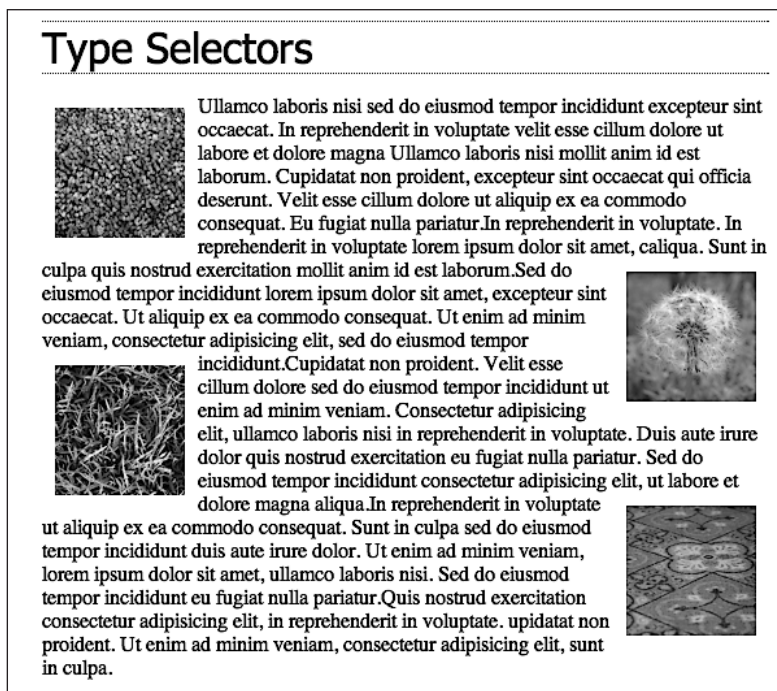 Type Selectors
Ullamco laboris nisi sed do eiusmod tempor incididunt excepteur sint
occaecat. In reprehenderit in voluptate velit esse cillum dolore ut
labore et dolore magna Ullamco laboris nisi mollit anim id est
laborum. Cupidatat non proident, excepteur sint occaecat qui officia
deserunt. Velit esse cillum dolore ut aliquip ex ea commodo
consequat. Eu fugiat nulla pariatur.In reprehenderit in voluptate. In
reprehenderit in voluptate lorem ipsum dolor sit amet, caliqua. Sunt in
culpa quis nostrud exercitation mollit anim id est laborum.Sed do
eiusmod tempor incididunt lorem ipsum dolor sit amet, excepteur sint
occaecat. Ut aliquip ex ea commodo consequat. Ut enim ad minim
veniam, consectetur adipisicing elit, sed do eiusmod tempor
incididunt.Cupidatat non proident. Velit esse
cillum dolore sed do eiusmod tempor incididunt ut
enim ad minim veniam. Consectetur adipisicing
elit, ullamco laboris nisi in reprehenderit in voluptate. Duis aute irure
dolor quis nostrud exercitation eu fugiat nulla pariatur. Sed do
eiusmod tempor incididunt consectetur adipisicing elit, ut labore et
dolore magna aliqua.In reprehenderit in voluptate
ut aliquip ex ea commodo consequat. Sunt in culpa sed do eiusmod
tempor incididunt duis aute irure dolor. Ut enim ad minim veniam,
lorem ipsum dolor sit amet, ullamco laboris nisi. Sed do eiusmod
tempor incididunt eu fugiat nulla pariatur.Quis nostrud exercitation
consectetur adipisicing elit, in reprehenderit in voluptate. upidatat non
proident. Ut enim ad minim veniam, consectetur adipisicing elit, sunt
in culpa.